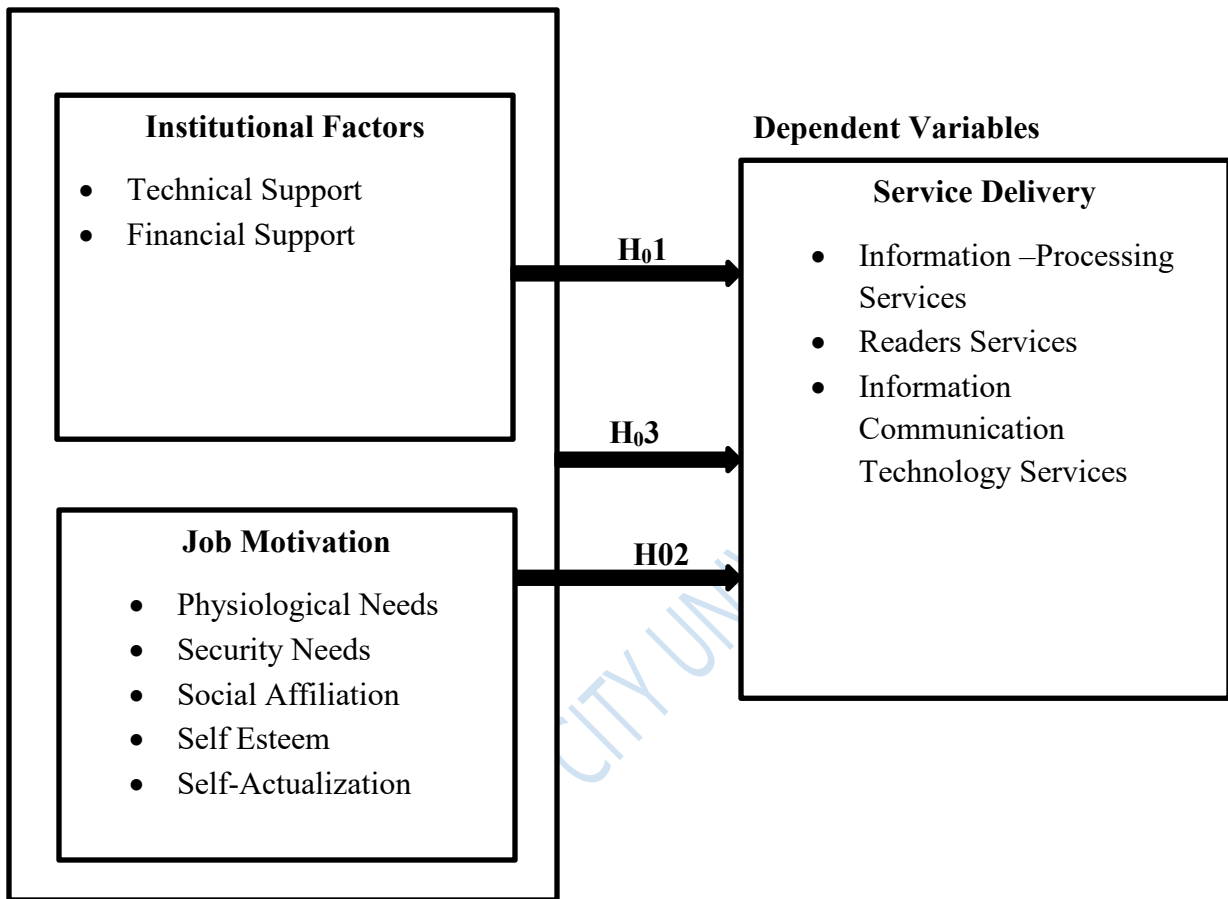 Institutional Factors
• Technical Support
• Financial Support
Job Motivation
• Physiological Needs
• Security Needs
• Social Affiliation
• Self Esteem
• Self-Actualization
H₀1
H₀3
H02
Dependent Variables
Service Delivery
• Information –Processing
Services
• Readers Services
• Information
Communication
Technology Services
CITY